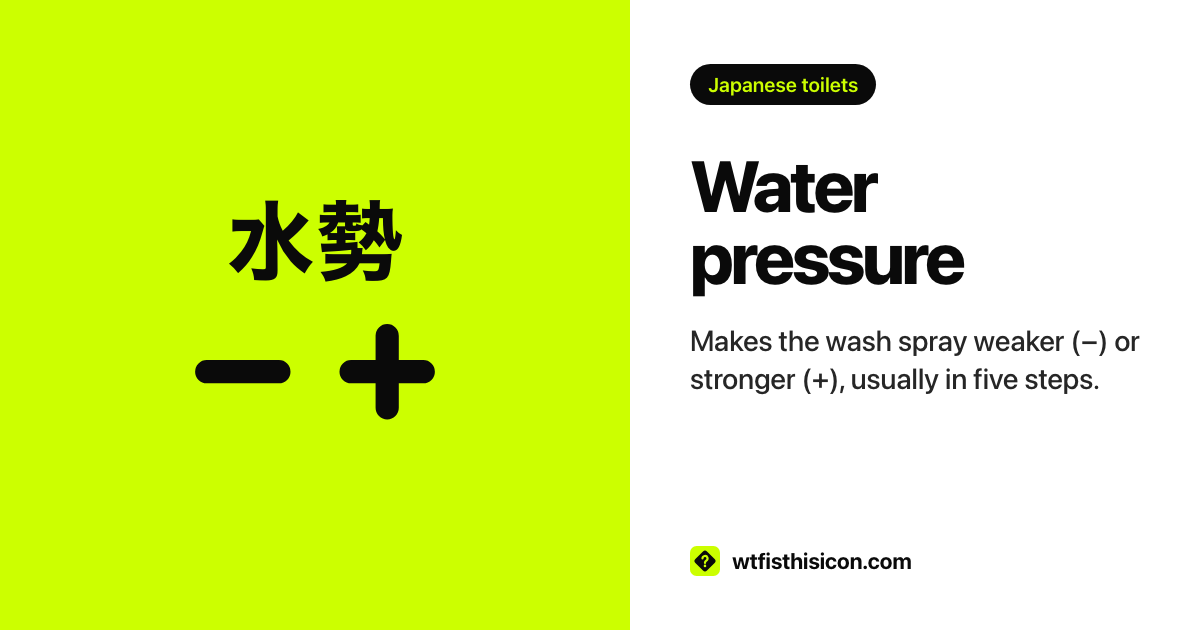 水勢
− +
Japanese toilets
Water
pressure
Makes the wash spray weaker (−) or
stronger (+), usually in five steps.
wtfisthisicon.com